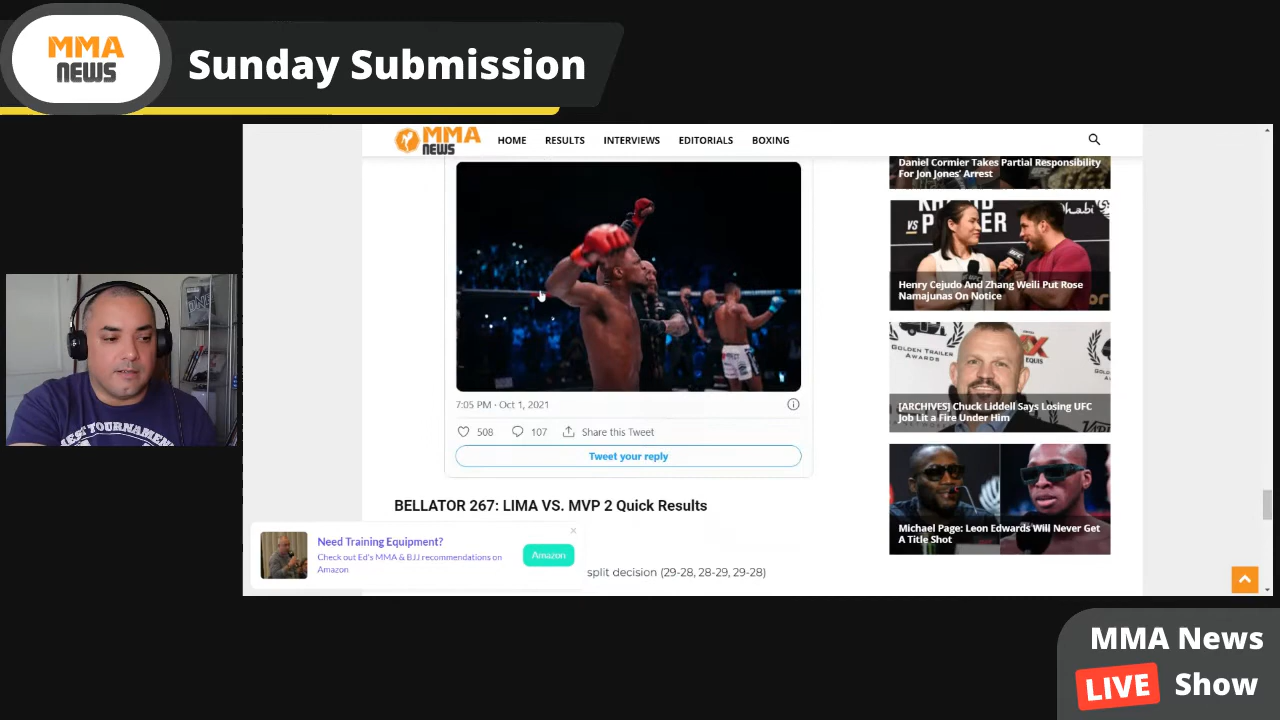 MMA
NEWS
Sunday Submission
MMA
NEWS
HOME
RESULTS
INTERVIEWS
EDITORIALS
BOXING
Daniel Cormier Takes Partial Responsibility
For Jon Jones' Arrest
VS
Henry Cejudo And Zhang Weili Put Rose
Namajunas On Notice
GOLDEN TRAILER
AWARDS
EQUIS
[ARCHIVES] Chuck Liddell Says Losing UFC
Job Lit a Fire Under Him
Michael Page: Leon Edwards Will Never Get
A Title Shot
7:05 PM · Oct 1, 2021
508
107
Share this Tweet
Tweet your reply
BELLATOR 267: LIMA VS. MVP 2 Quick Results
Need Training Equipment?
Check out Ed's MMA & BJJ recommendations on
Amazon
Amazon
split decision (29-28, 28-29, 29-28)
MMA News
LIVE Show